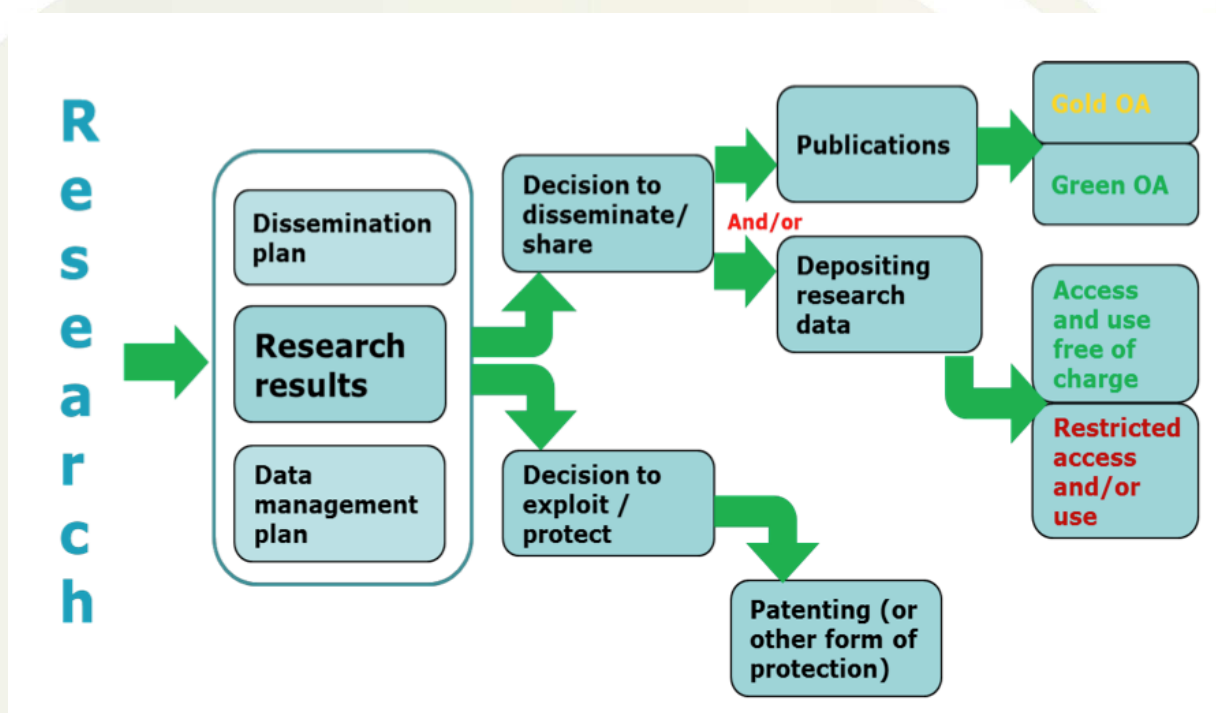 Research
Dissemination
plan
Research
results
Data
management
plan
Decision to
disseminate/
share
And/or
Decision to
exploit /
protect
Publications
Depositing
research
data
Patenting (or
other form of
protection)
Gold OA
Green OA
Access
and use
free of
charge
Restricted
access
and/or
use